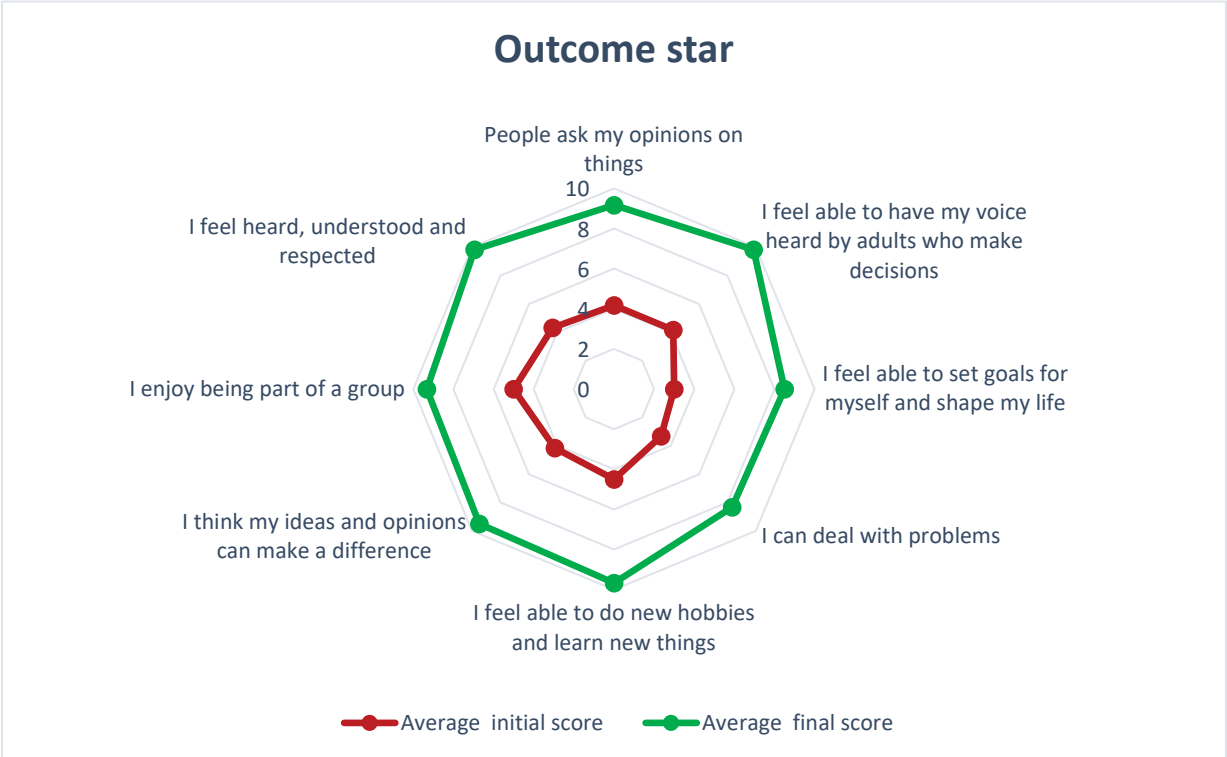 Outcome star
People ask my opinions on
things
I feel able to have my voice
heard by adults who make
decisions
I feel able to set goals for
myself and shape my life
I can deal with problems
I feel able to do new hobbies
and learn new things
I think my ideas and opinions
can make a difference
I enjoy being part of a group
I feel heard, understood and
respected
10
8
6
4
2
0
Average  initial score
Average  final score